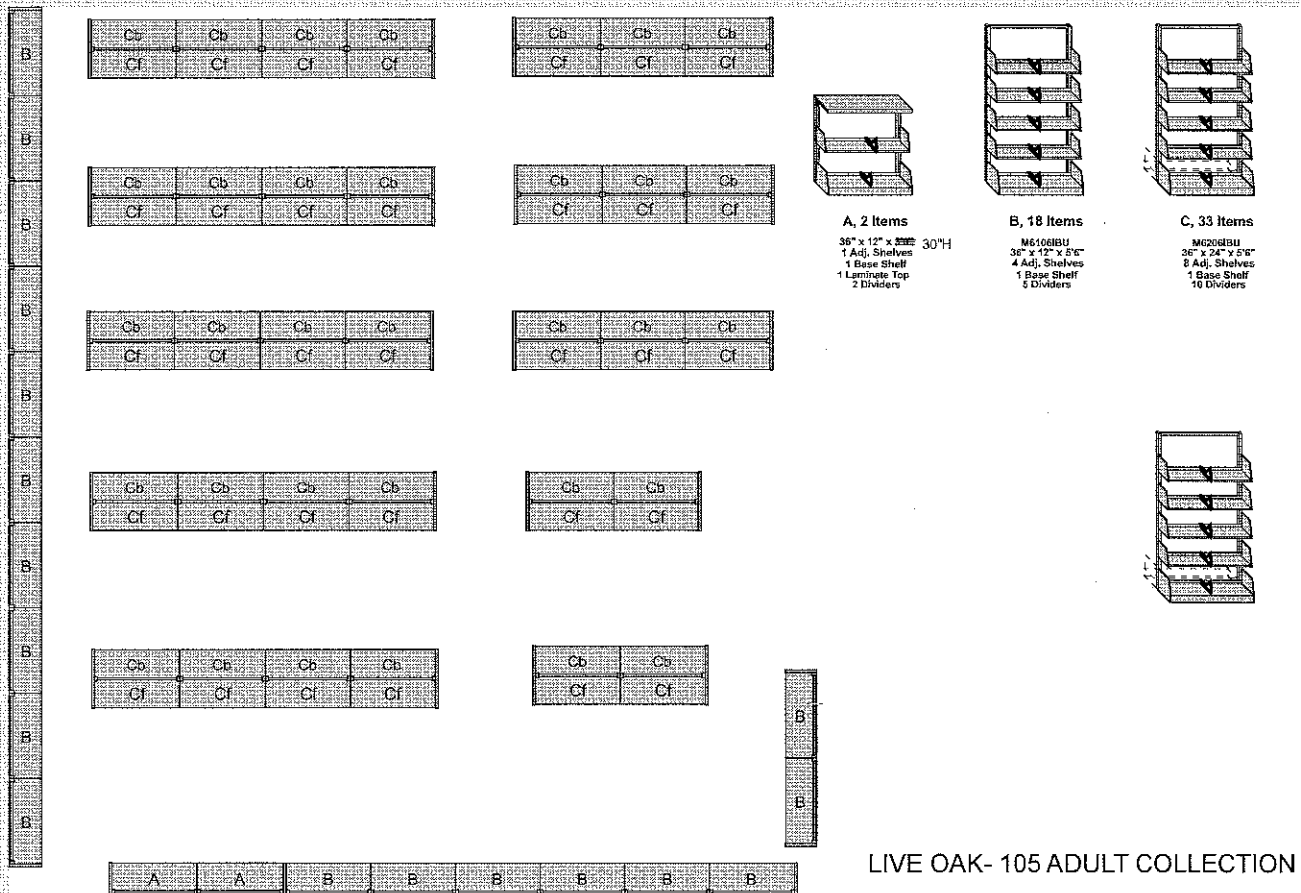 B
Cb Cb Cb Cb
Cf Cf Cf Cf
Cb Cb Cb
Cf Cf Cf
B
Cb Cb Cb Cb
Cf Cf Cf Cf
Cb Cb Cb
Cf Cf Cf
A, 2 Items
36" x 12" x 30"H
1 Adj. Shelves
1 Base Shelf
1 Laminate Top
2 Dividers
B, 18 Items
M6106IBU
36" x 12" x 5'6"
4 Adj. Shelves
1 Base Shelf
5 Dividers
C, 33 Items
M6206IBU
36" x 24" x 5'6"
8 Adj. Shelves
1 Base Shelf
10 Dividers
B
B
Cb Cb Cb Cb
Cf Cf Cf Cf
Cb Cb Cb
Cf Cf Cf
B
B
Cb Cb Cb Cb
Cf Cf Cf Cf
Cb Cb
Cf Cf
B
B
Cb Cb Cb Cb
Cf Cf Cf Cf
Cb Cb
Cf Cf
B
B
B
B
A A B B B B B B
LIVE OAK- 105 ADULT COLLECTION